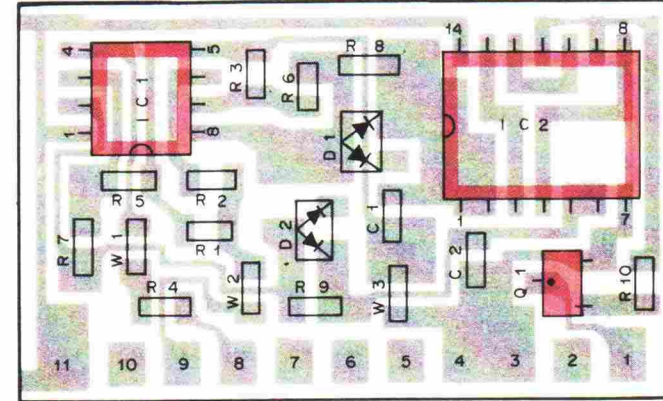 14 8
4 5
R 8
R 3
R 6
I C 1
I C 2
1 8
D 1
R 5
R 2
1 7
C 1
R 7
W 1
R 1
D 2
C 2
Q 1
R 10
W 2
W 3
R 4
R 9
11 10 9 8 7 6 5 4 3 2 1